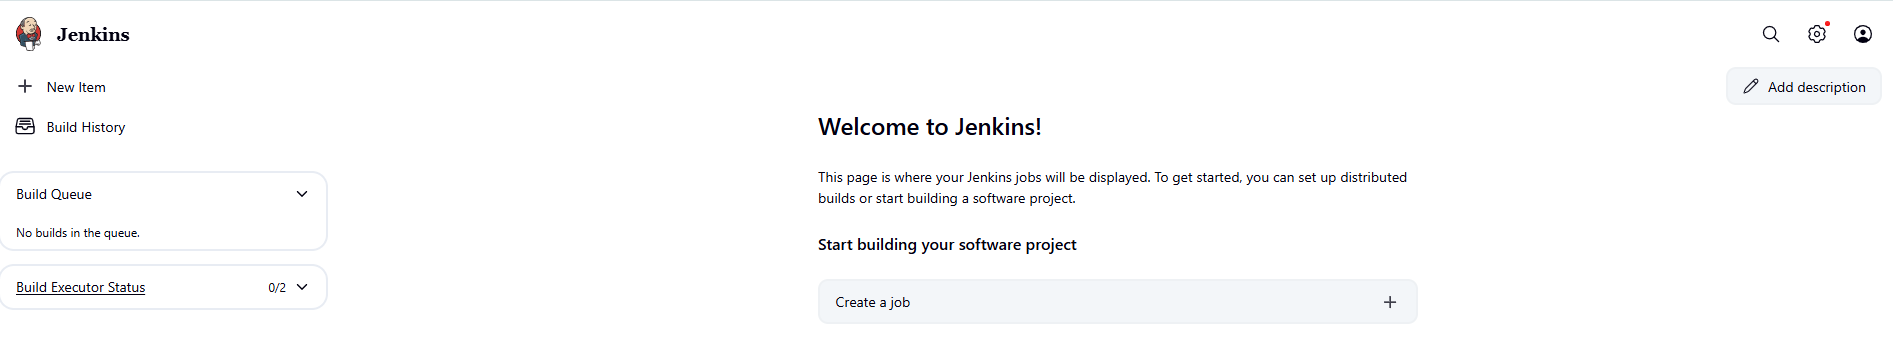 Jenkins
New Item
Build History
Build Queue
No builds in the queue.
Build Executor Status 0/2
Add description
Welcome to Jenkins!
This page is where your Jenkins jobs will be displayed. To get started, you can set up distributed
builds or start building a software project.
Start building your software project
Create a job